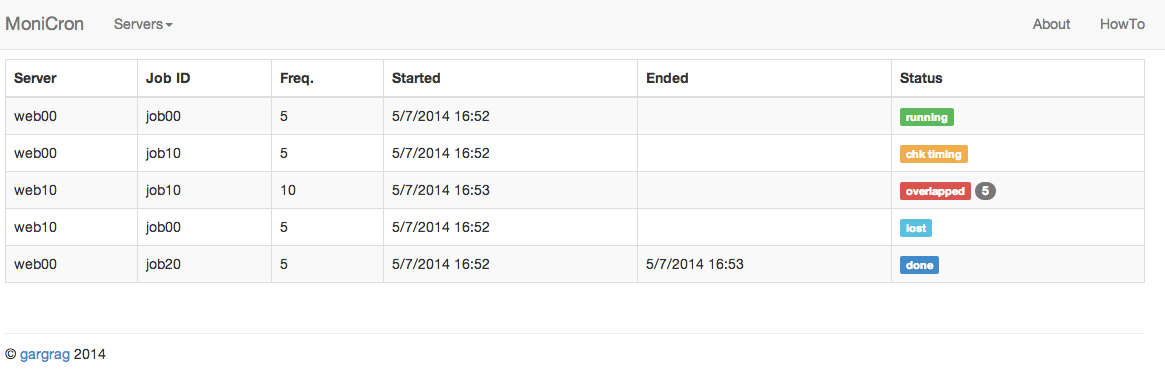 MoniCron Servers About HowTo
Server Job ID Freq. Started Ended Status
web00 job00 5 5/7/2014 16:52 running
web00 job10 5 5/7/2014 16:52 chk timing
web10 job10 10 5/7/2014 16:53 overlapped 5
web10 job00 5 5/7/2014 16:52 lost
web00 job20 5 5/7/2014 16:52 5/7/2014 16:53 done
© gargrag 2014